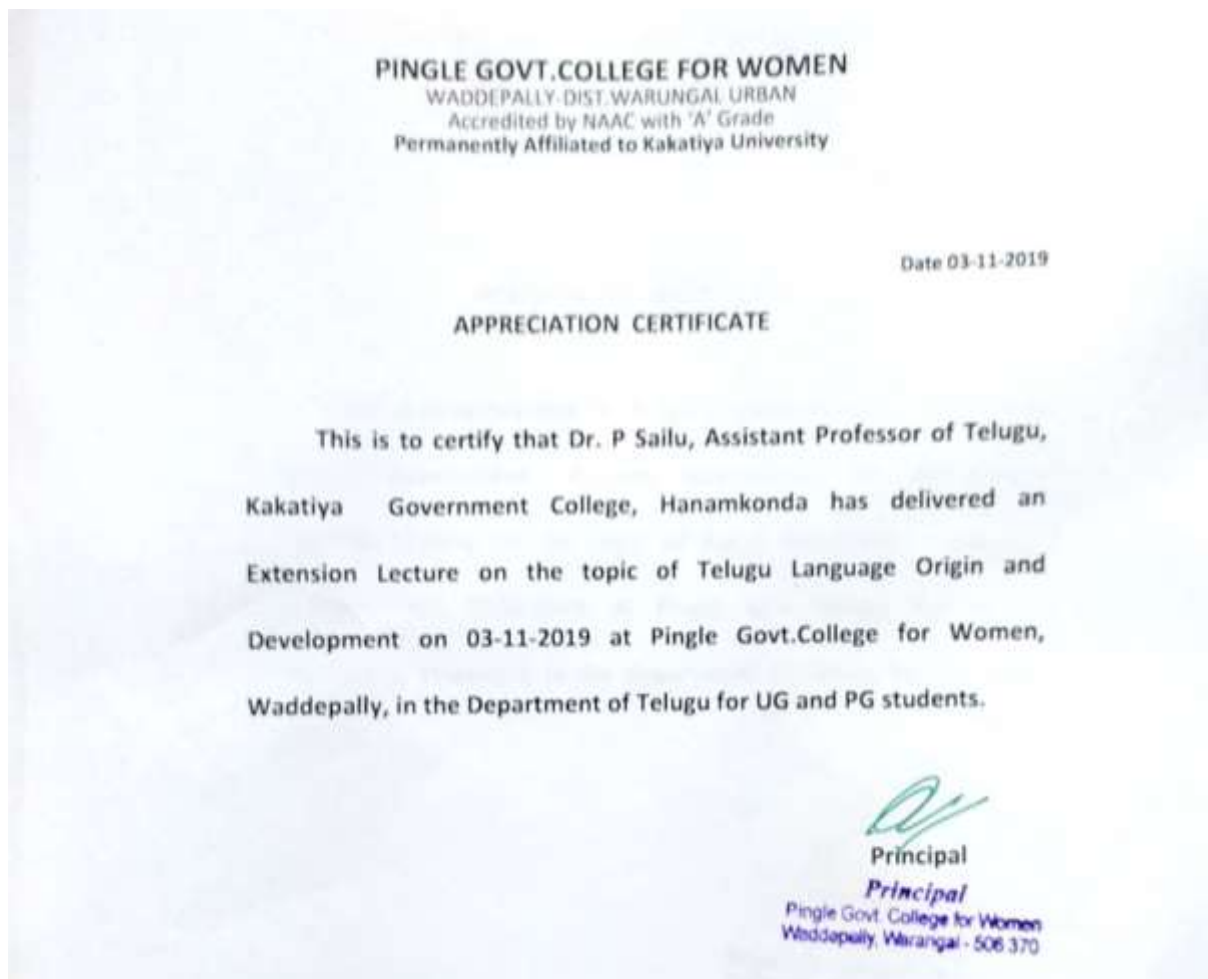 PINGLE GOVT.COLLEGE FOR WOMEN
WADDEPALLY-DIST.WARUNGAL URBAN
Accredited by NAAC with 'A' Grade
Permanently Affiliated to Kakatiya University
Date 03-11-2019
APPRECIATION CERTIFICATE
This is to certify that Dr. P Sailu, Assistant Professor of Telugu,
Kakatiya Government College, Hanamkonda has delivered an
Extension Lecture on the topic of Telugu Language Origin and
Development on 03-11-2019 at Pingle Govt.College for Women,
Waddepally, in the Department of Telugu for UG and PG students.
Principal
Principal
Pingle Govt. College for Women
Waddepally, Warangal - 506 370